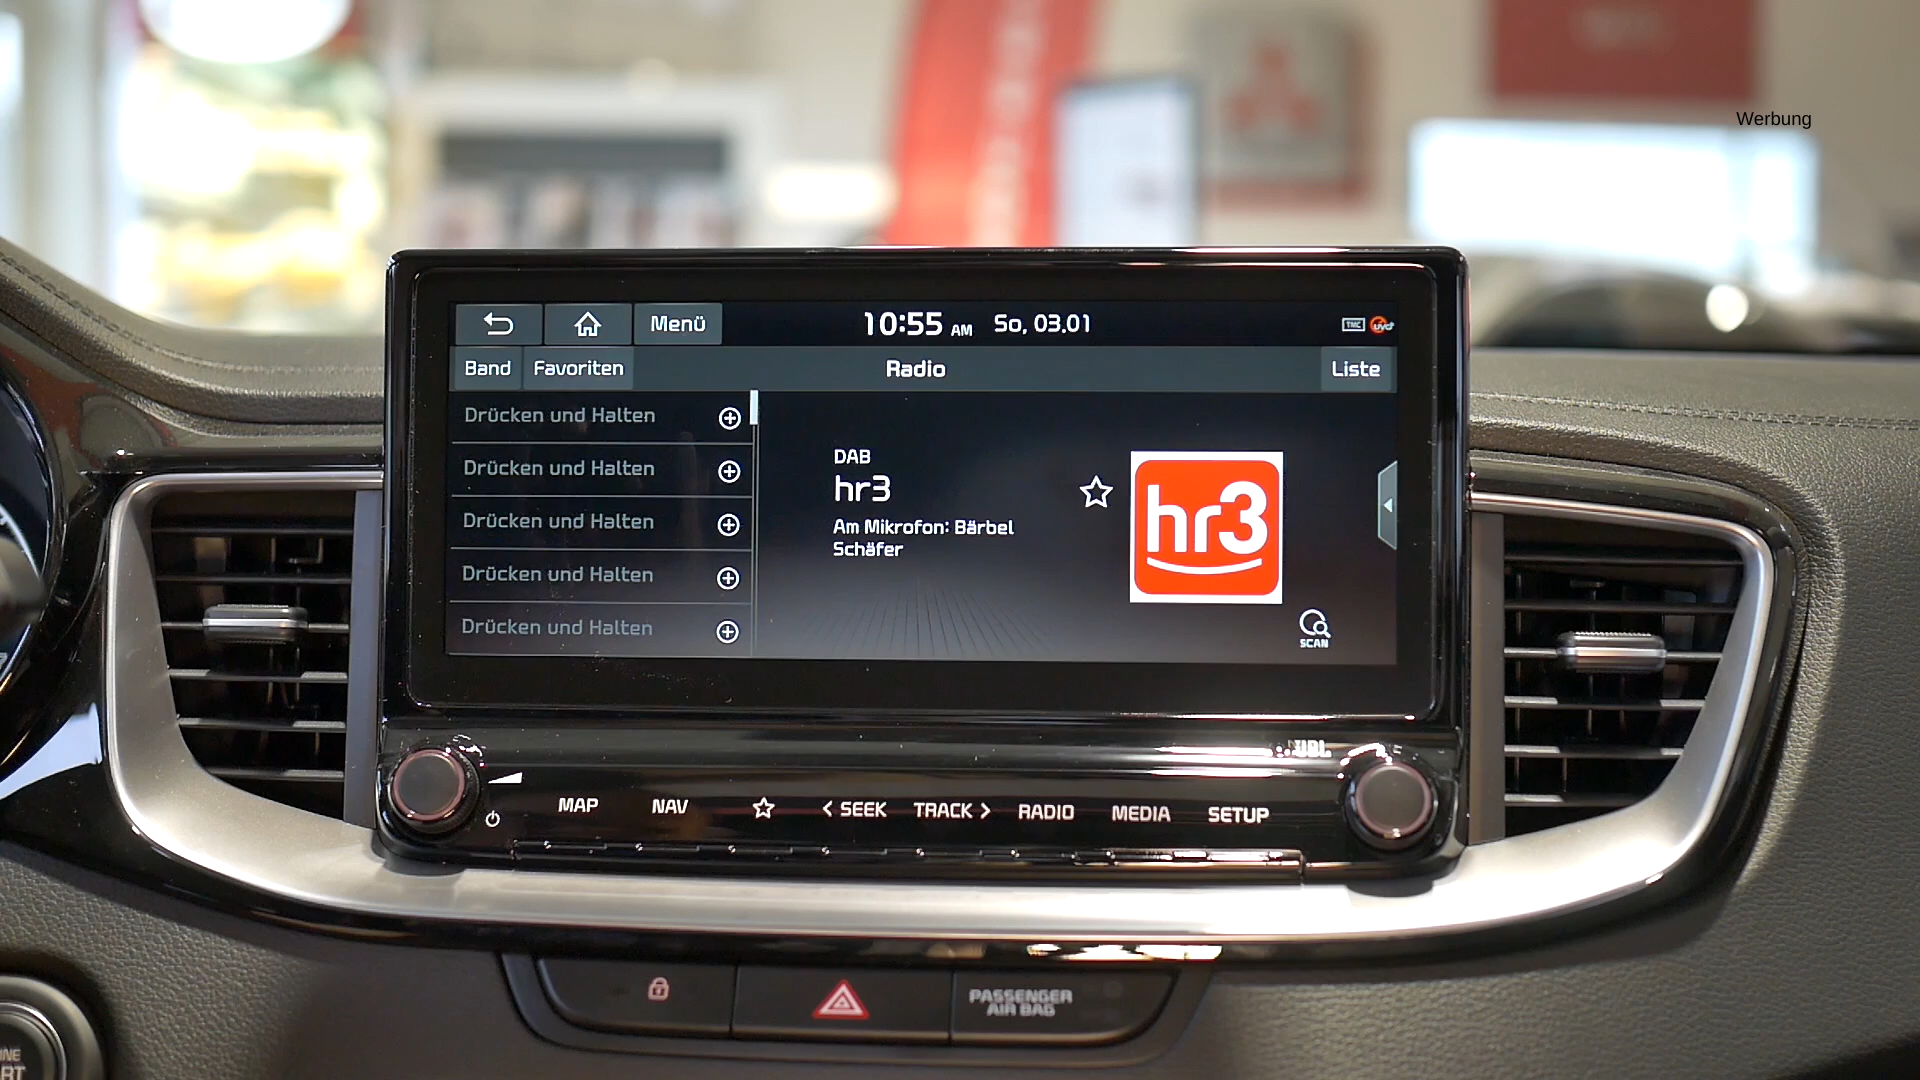 Werbung
Menü
10:55 AM So, 03.01
TMC
Band Favoriten Radio Liste
Drücken und Halten
Drücken und Halten
Drücken und Halten
Drücken und Halten
Drücken und Halten
DAB
hr3
Am Mikrofon: Bärbel
Schäfer
hr3
SCAN
JBL
MAP NAV < SEEK TRACK > RADIO MEDIA SETUP
PASSENGER
AIR BAG